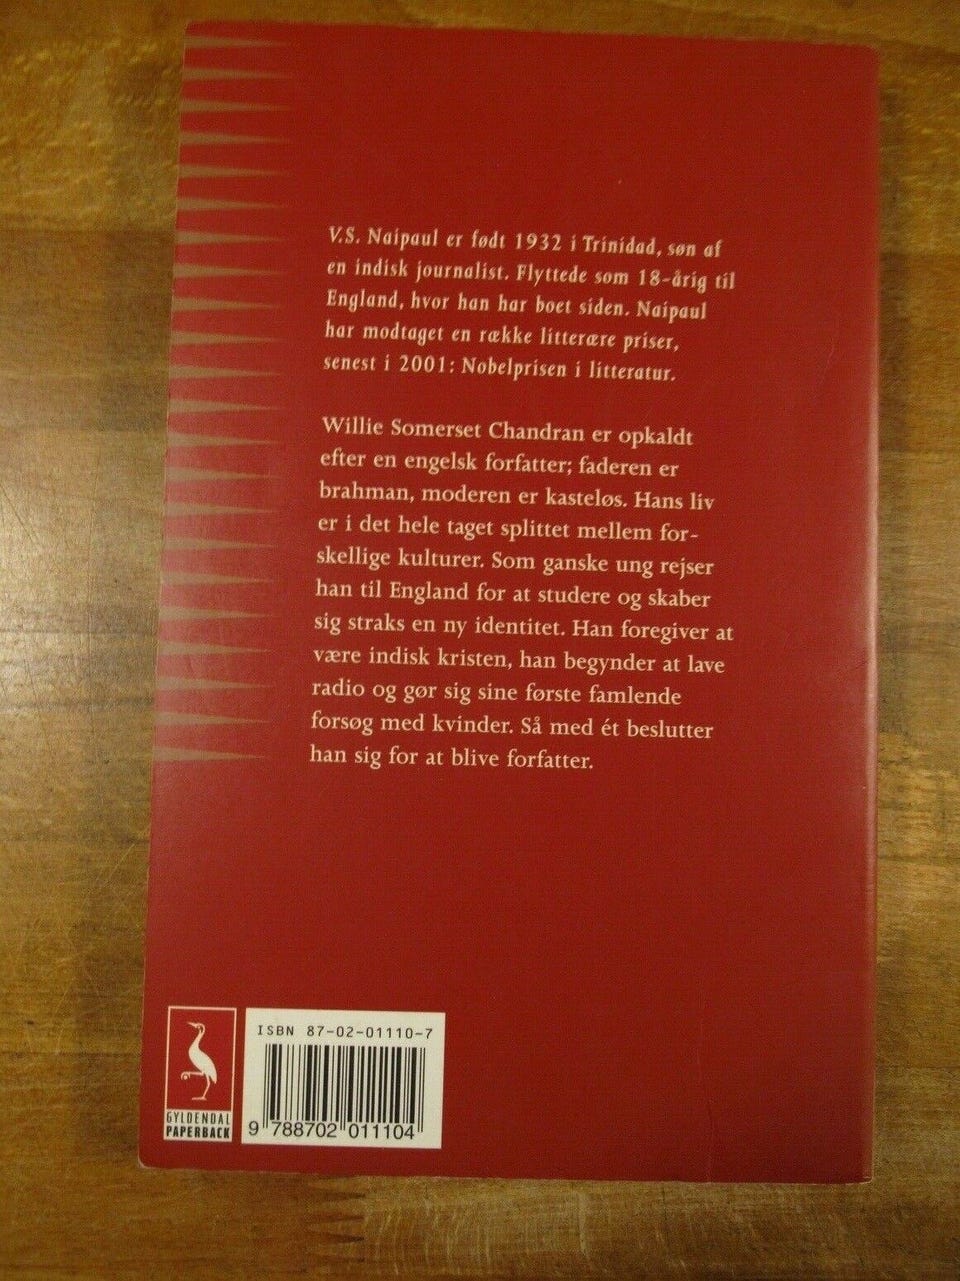 V.S. Naipaul er født 1932 i Trinidad, søn af
en indisk journalist. Flyttede som 18-årig til
England, hvor han har boet siden. Naipaul
har modtaget en række litterære priser,
senest i 2001: Nobelprisen i litteratur.
Willie Somerset Chandran er opkaldt
efter en engelsk forfatter; faderen er
brahman, moderen er kasteløs. Hans liv
er i det hele taget splittet mellem for-
skellige kulturer. Som ganske ung rejser
han til England for at studere og skaber
sig straks en ny identitet. Han foregiver at
være indisk kristen, han begynder at lave
radio og gør sig sine første famlende
forsøg med kvinder. Så med ét beslutter
han sig for at blive forfatter.
ISBN 87-02-01110-7
9 788702 011104
GYLDENDAL
PAPERBACK